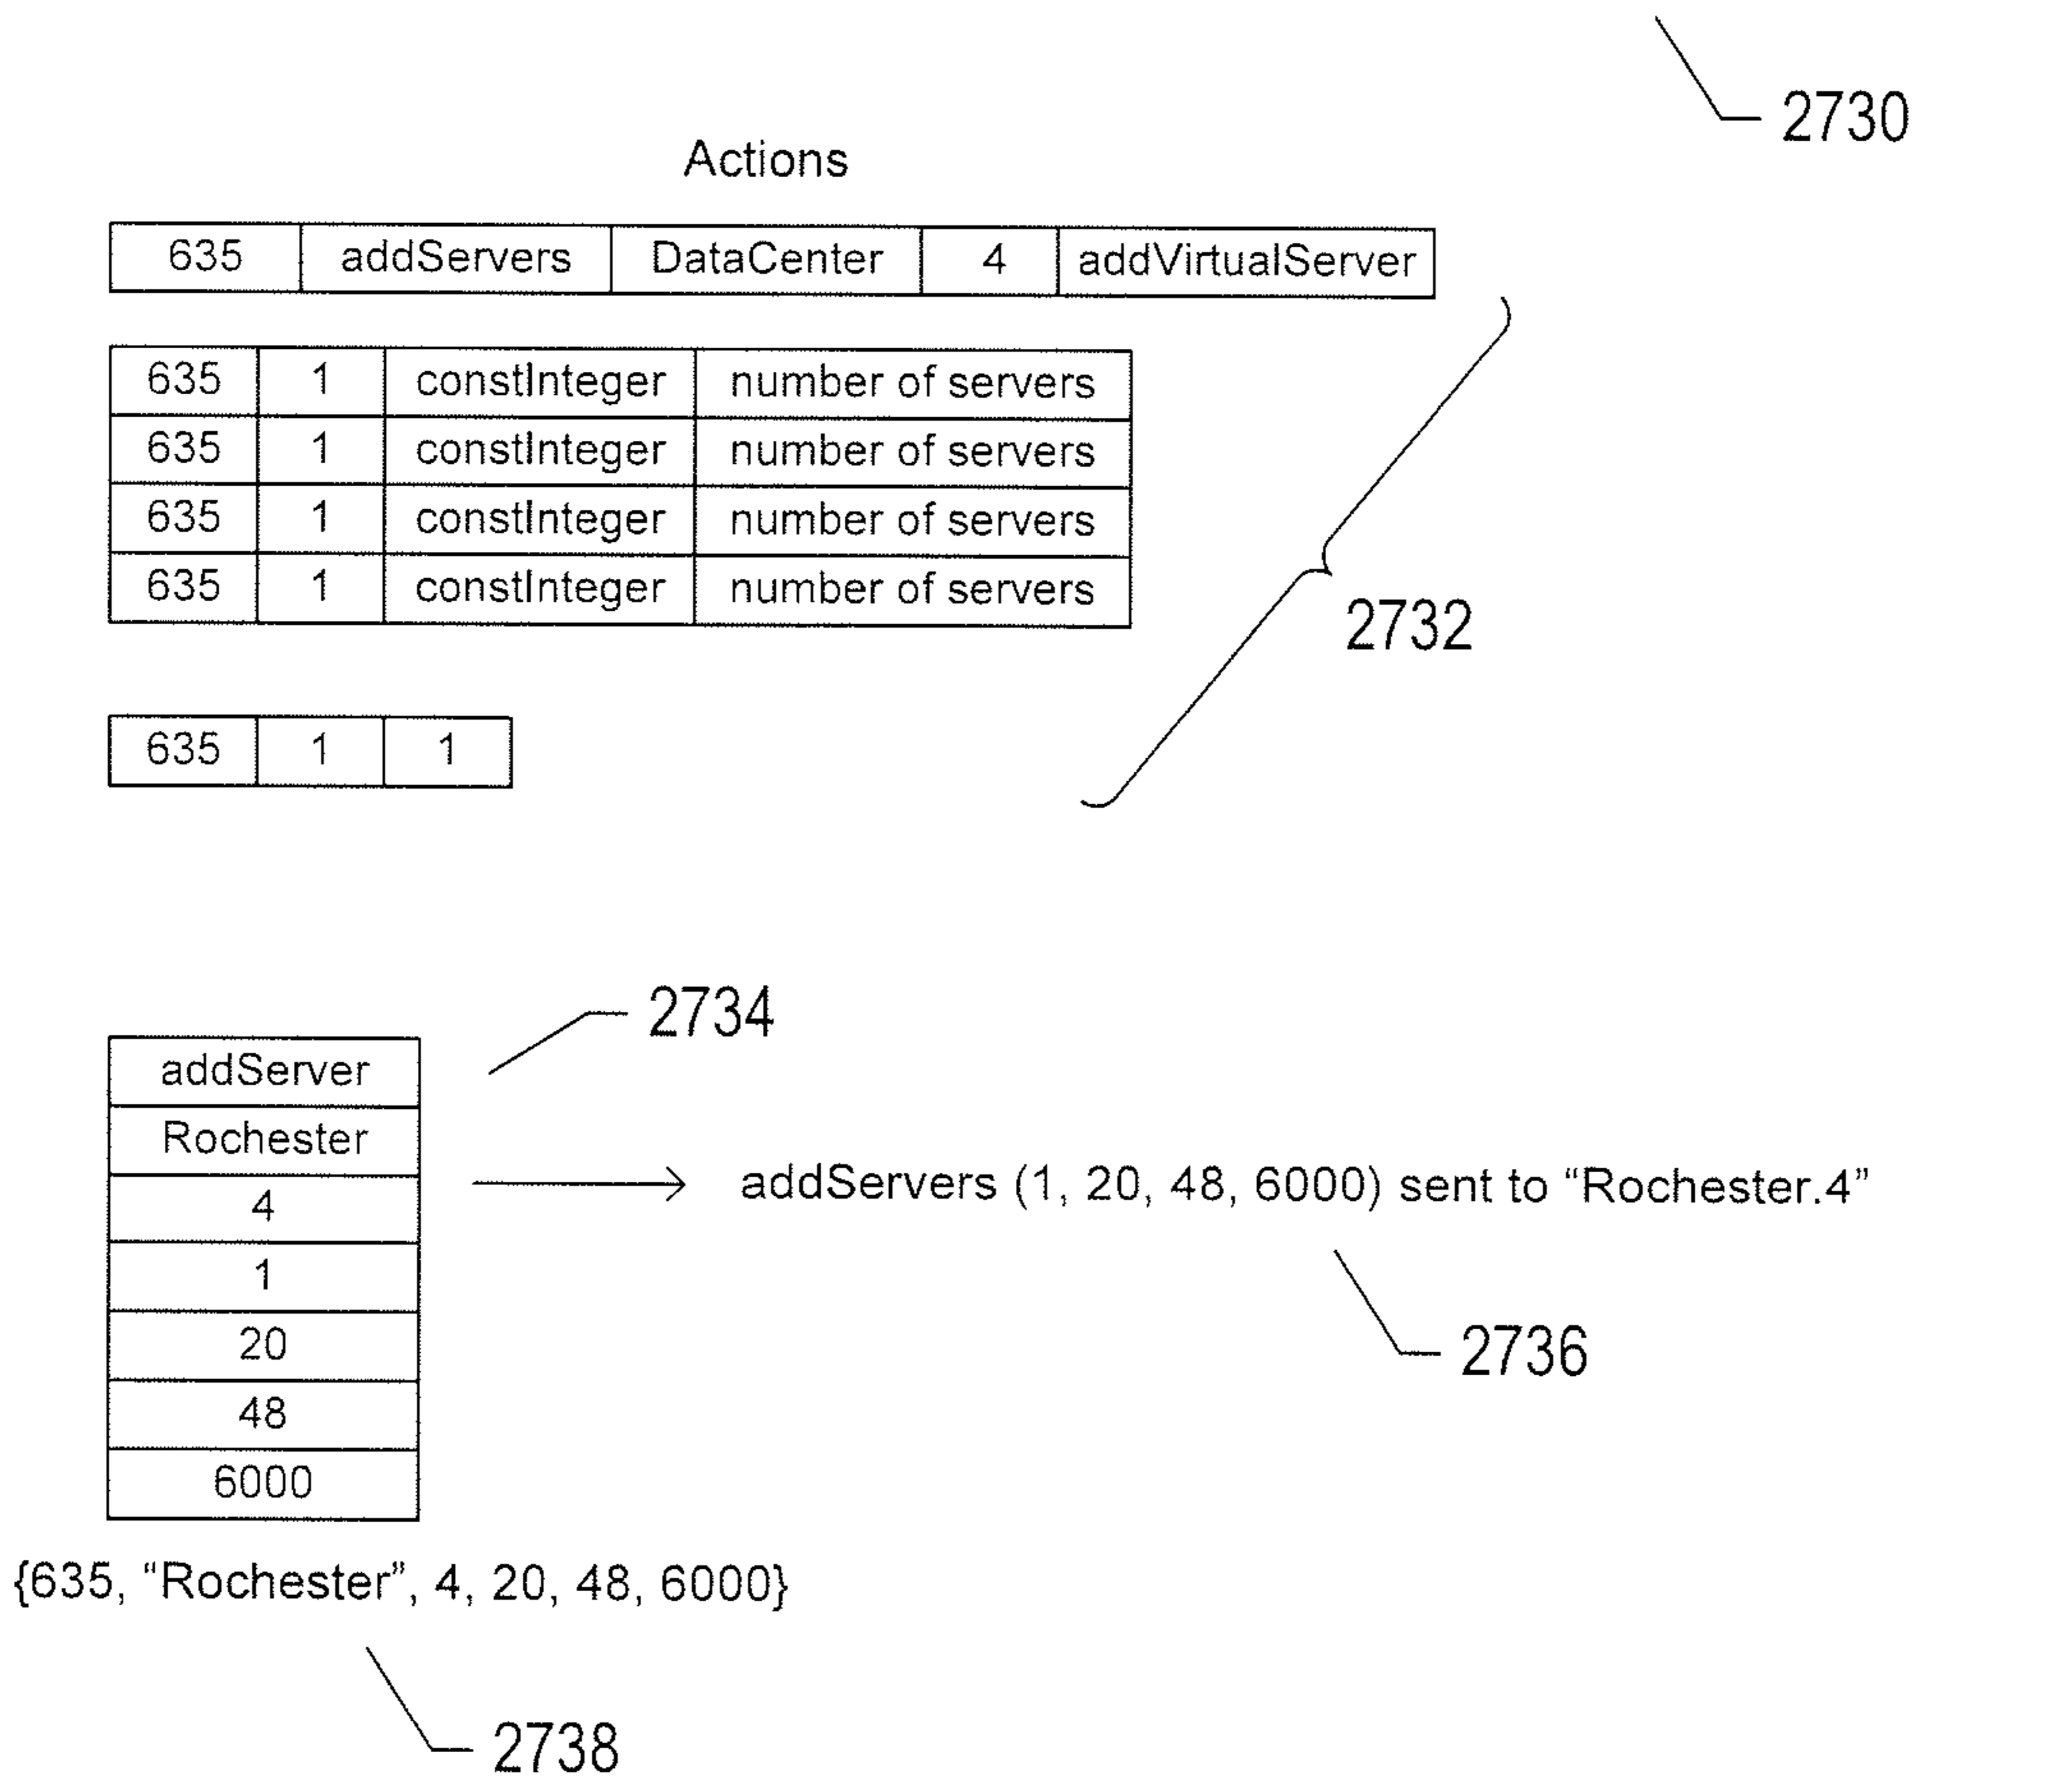 2730
Actions
635 addServers DataCenter 4 addVirtualServer
635 1 constInteger number of servers
635 1 constInteger number of servers
635 1 constInteger number of servers
635 1 constInteger number of servers
2732
635 1 1
2734
addServer
Rochester
4
addServers (1, 20, 48, 6000) sent to “Rochester.4”
1
20
2736
48
6000
{635, “Rochester”, 4, 20, 48, 6000}
2738